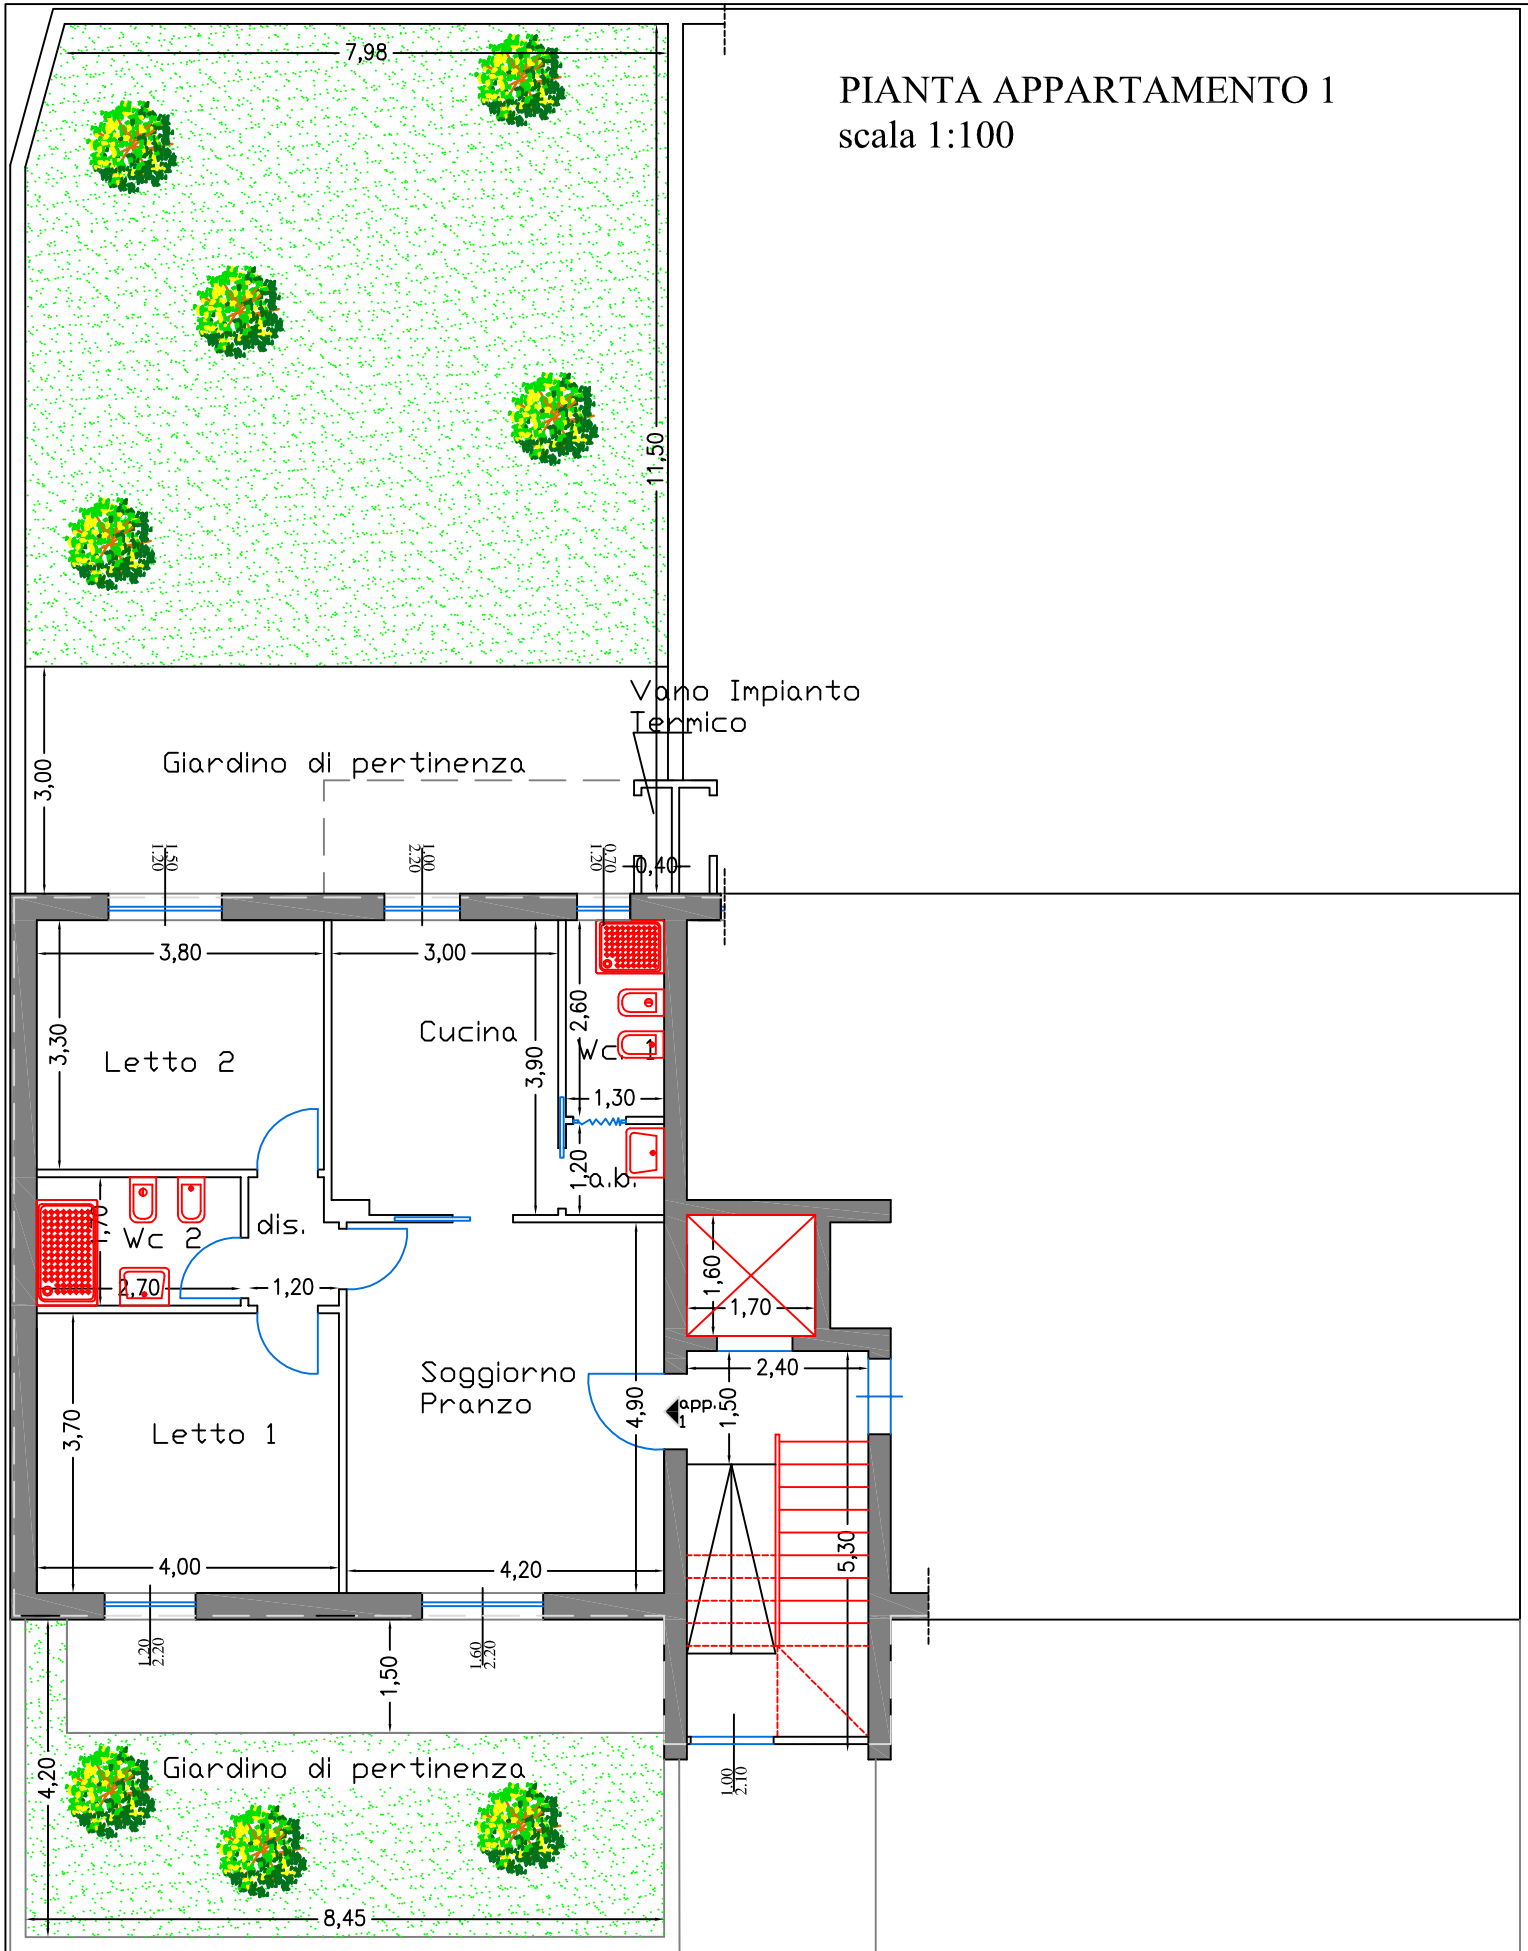 7,98
PIANTA APPARTAMENTO 1
scala 1:100
11,50
Vano Impianto
Termico
Giardino di pertinenza
3,00
1.50
1.20
1.00
2.20
0.70
1.20
0,40
3,80
3,00
2,60
3,30
Cucina
3,90
Wc. 1
Letto 2
1,30
1,20
a.b.
1,70
Wc 2
dis.
2,70
1,20
1,60
1,70
Soggiorno
Pranzo
2,40
4,90
app.
1
1,50
3,70
Letto 1
5,30
4,00
4,20
1.20
2.20
1.60
2.20
1,50
4,20
Giardino di pertinenza
1.00
2.10
8,45